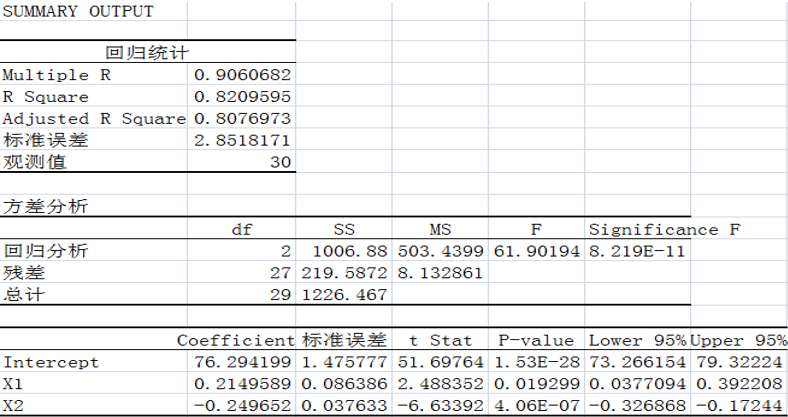 SUMMARY OUTPUT
回归统计
Multiple R 0.9060682
R Square 0.8209595
Adjusted R Square 0.8076973
标准误差 2.8518171
观测值 30
方差分析
df SS MS F Significance F
回归分析 2 1006.88 503.4399 61.90194 8.219E-11
残差 27 219.5872 8.132861
总计 29 1226.467
Coefficient 标准误差 t Stat P-value Lower 95% Upper 95%
Intercept 76.294199 1.475777 51.69764 1.53E-28 73.266154 79.32224
X1 0.2149589 0.086386 2.488352 0.019299 0.0377094 0.392208
X2 -0.249652 0.037633 -6.63392 4.06E-07 -0.326868 -0.17244